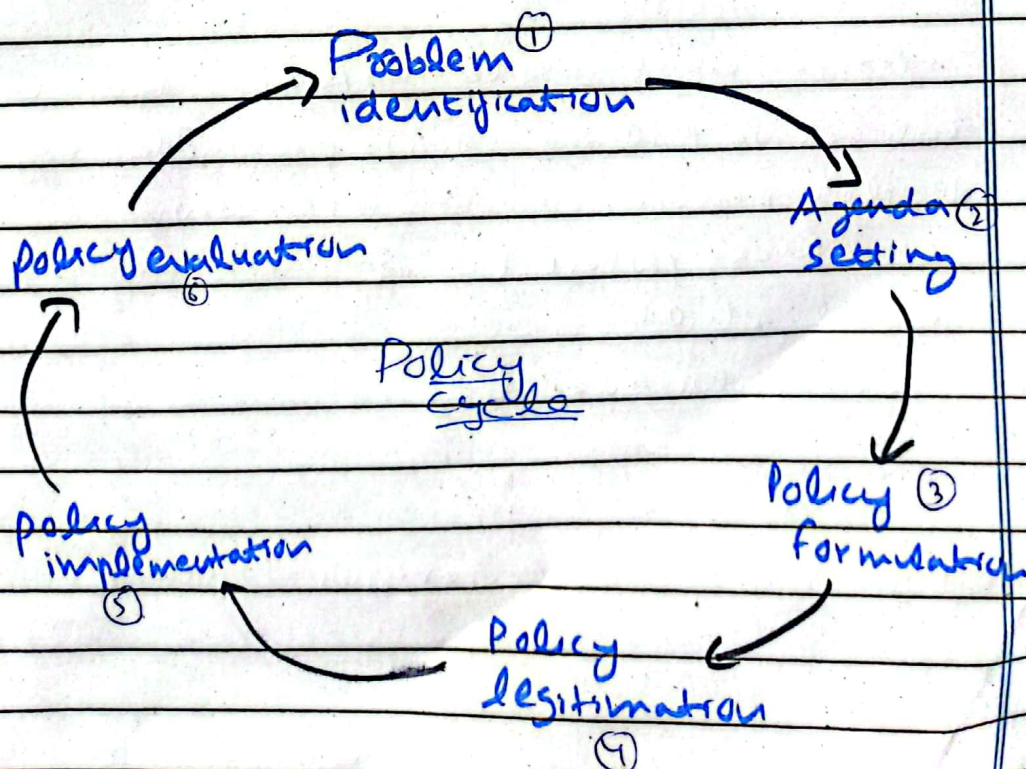 Problem ①
identification
Agenda ②
setting
Policy ③
formulation
Policy
legitimation
④
policy
implementation
⑤
policy evaluation
⑥
Policy
cycle